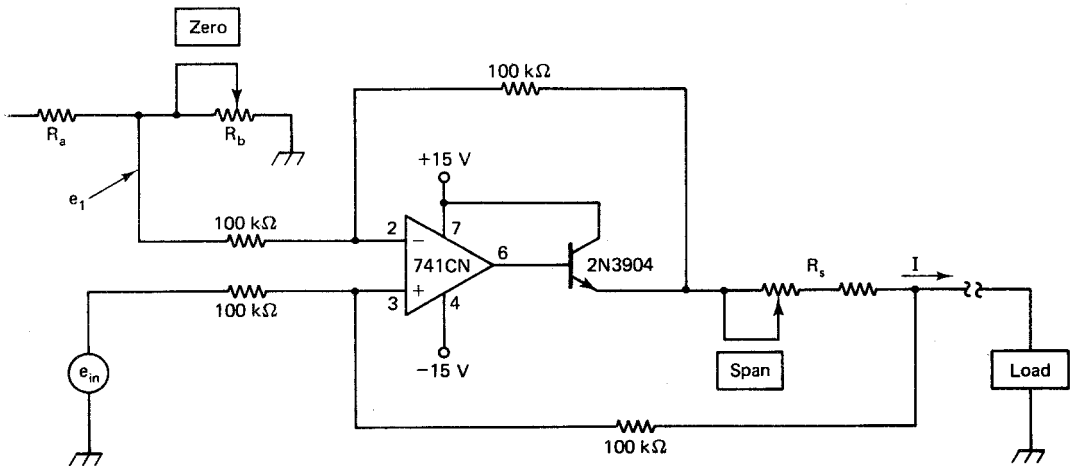 Zero
100 kΩ
R_a
R_b
+15 V
e_1
100 kΩ
2
7
6
−
741CN
2N3904
R_s
I
+
100 kΩ
3
4
−15 V
Span
e_in
Load
100 kΩ